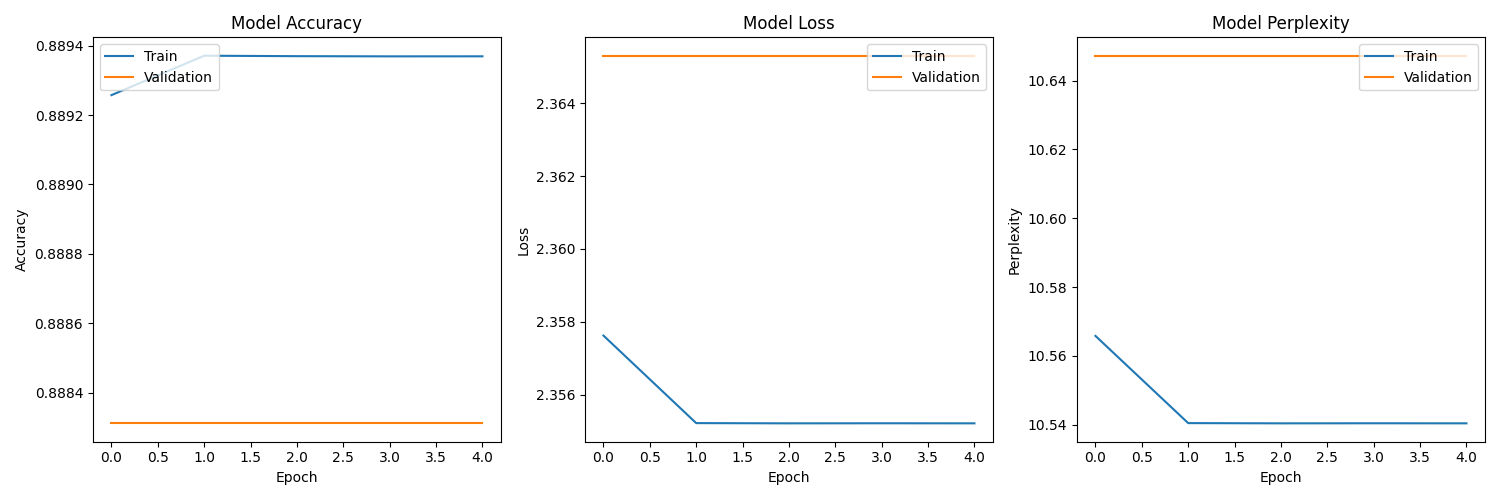 Model Accuracy
Train
Validation
0.8894
0.8892
0.8890
0.8888
0.8886
0.8884
Accuracy
0.0 0.5 1.0 1.5 2.0 2.5 3.0 3.5 4.0
Epoch
Model Loss
Train
Validation
2.364
2.362
2.360
2.358
2.356
Loss
0.0 0.5 1.0 1.5 2.0 2.5 3.0 3.5 4.0
Epoch
Model Perplexity
Train
Validation
10.64
10.62
10.60
10.58
10.56
10.54
Perplexity
0.0 0.5 1.0 1.5 2.0 2.5 3.0 3.5 4.0
Epoch